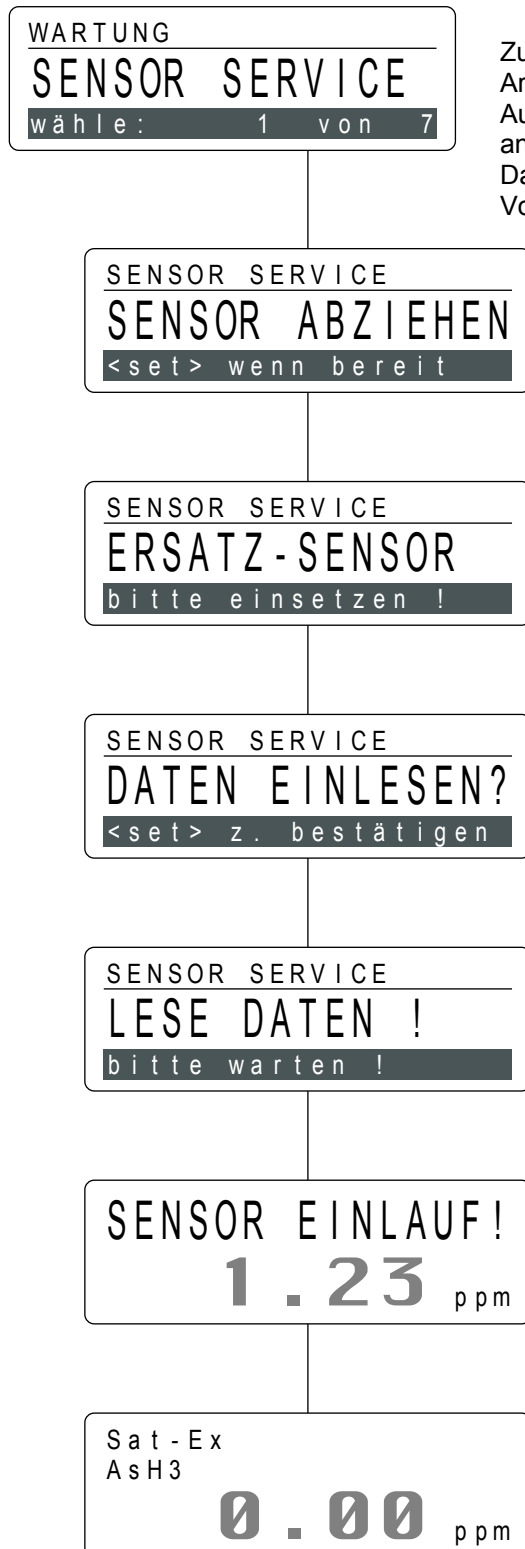 WARTUNG
SENSOR SERVICE
wähle: 1 von 7
SENSOR SERVICE
SENSOR ABZIEHEN
<set> wenn bereit
SENSOR SERVICE
ERSATZ-SENSOR
bitte einsetzen !
SENSOR SERVICE
DATEN EINLESEN?
<set> z. bestätigen
SENSOR SERVICE
LESE DATEN !
bitte warten !
SENSOR EINLAUF!
1.23 ppm
Sat-Ex
AsH3
0.00 ppm